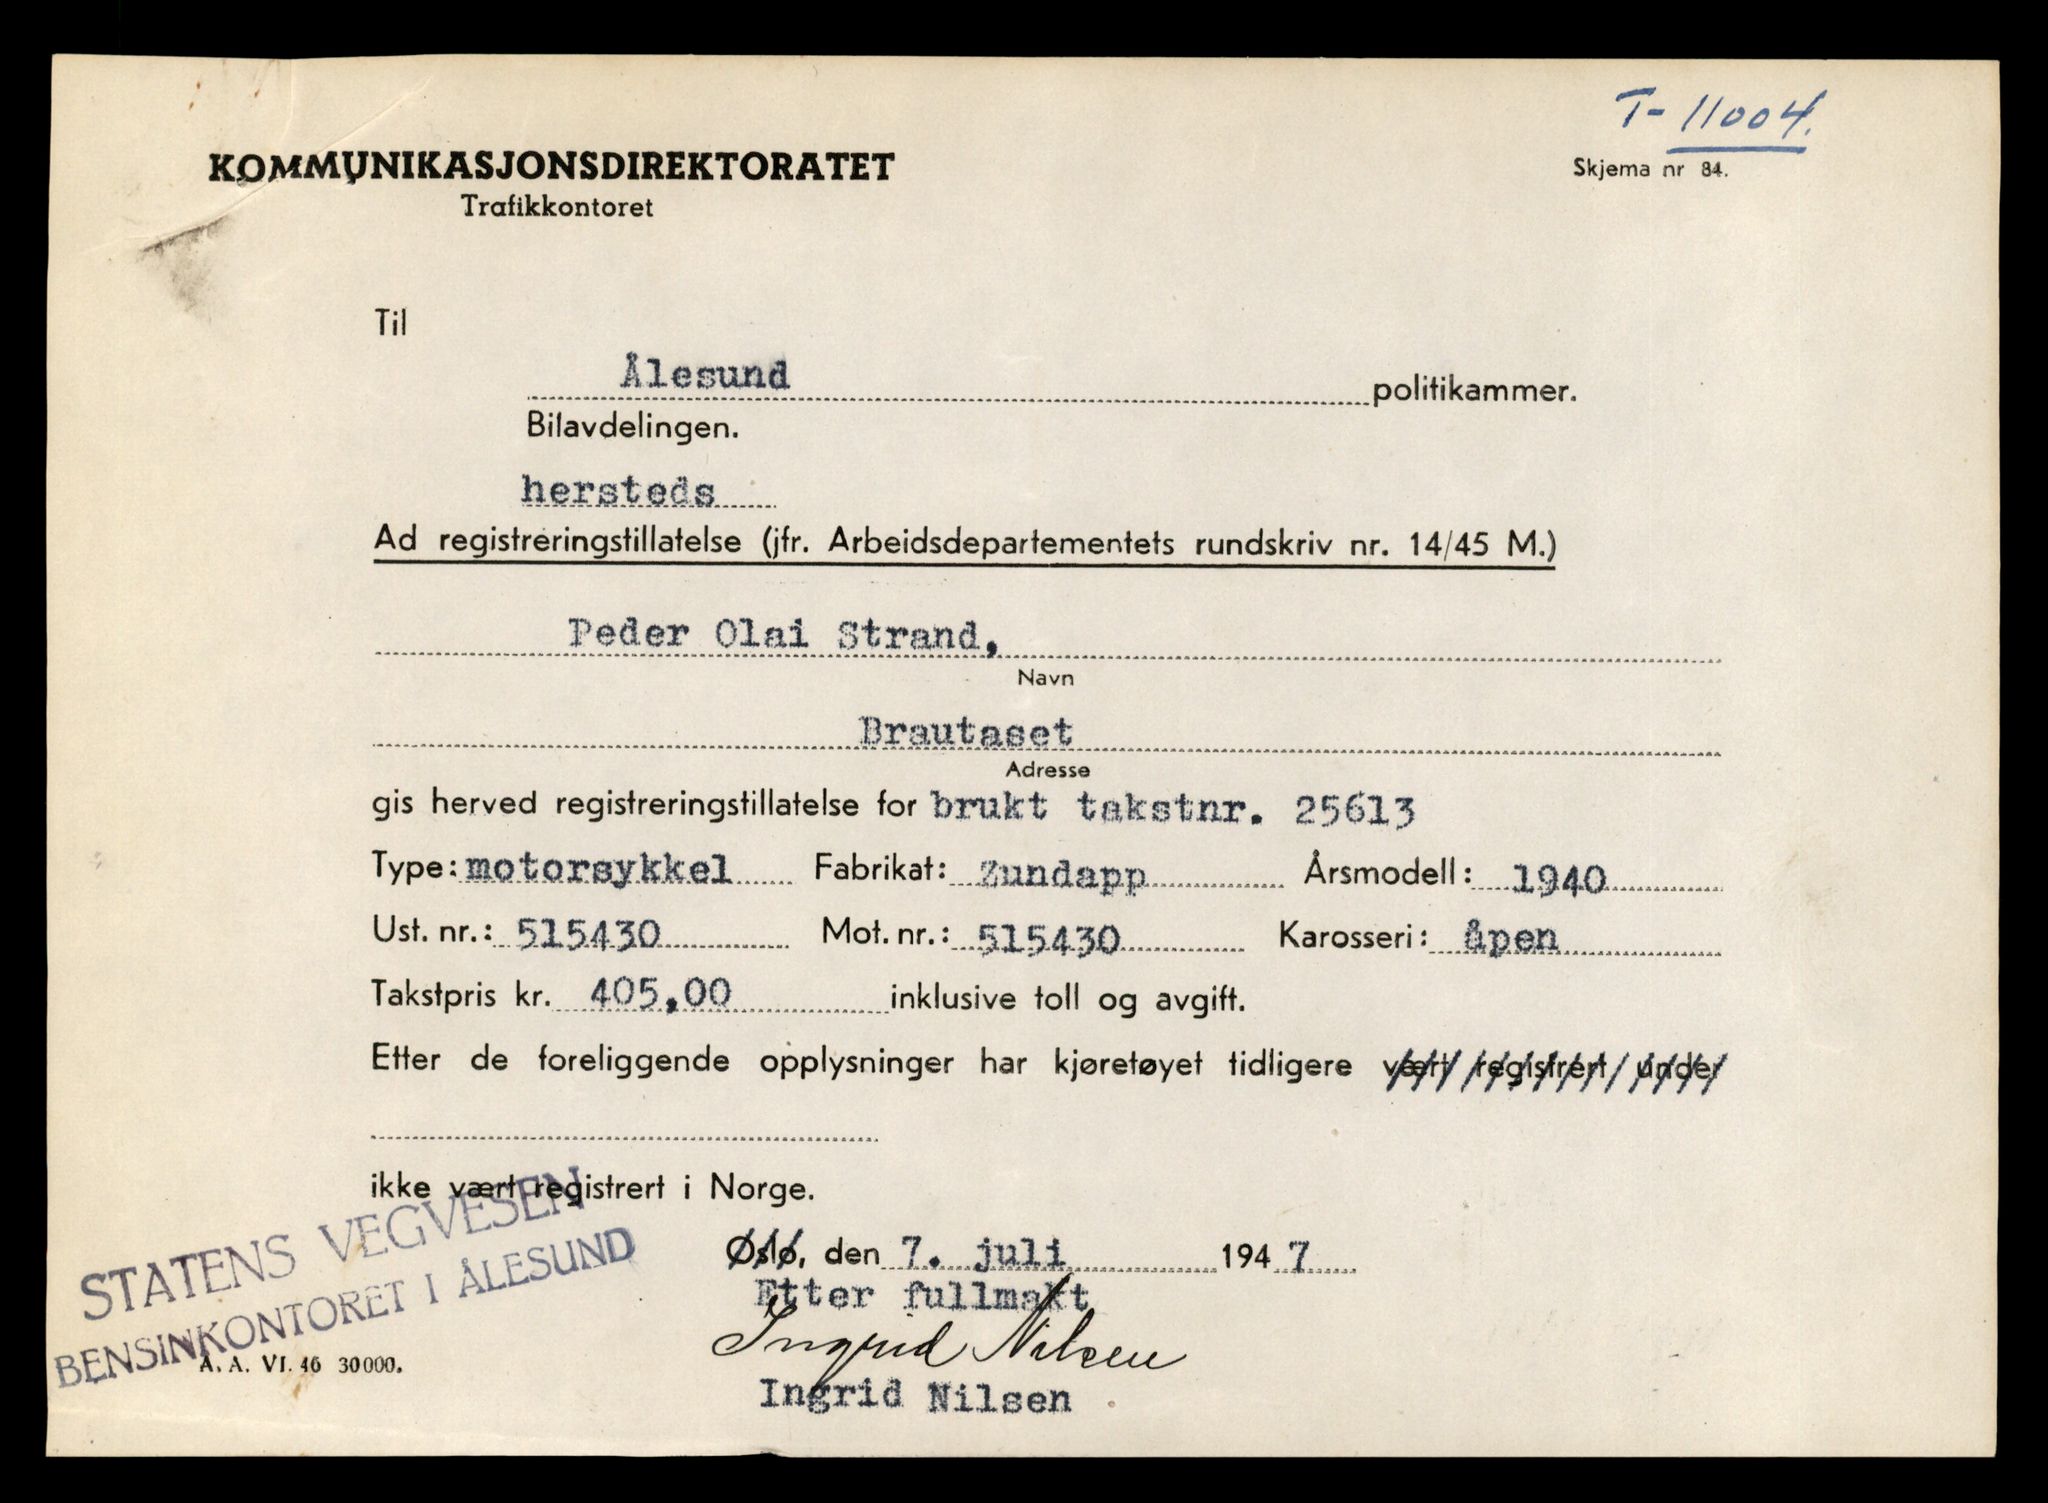 T-11004.
KOMMUNIKASJONSDIREKTORATET
Trafikkontoret
Skjema nr 84.
Til
Ålesund politikammer.
Bilavdelingen.
hersteds
Ad registreringstillatelse (jfr. Arbeidsdepartementets rundskriv nr. 14/45 M.)
Peder Olai Strand,
Navn
Brautaset
Adresse
gis herved registreringstillatelse for brukt takstnr. 25613
Type: motorsykkel Fabrikat: Zundapp Årsmodell: 1940
Ust. nr.: 515430 Mot. nr.: 515430 Karosseri: åpen
Takstpris kr. 405,00 inklusive toll og avgift.
Etter de foreliggende opplysninger har kjøretøyet tidligere vært registrert under
ikke vært registrert i Norge.
Oslo, den 7. juli 1947
Etter fullmakt
Ingrid Nilsen
Ingrid Nilsen
STATENS VEGVESEN
BENSINKONTORET I ÅLESUND
A. A. VI. 46 30000.